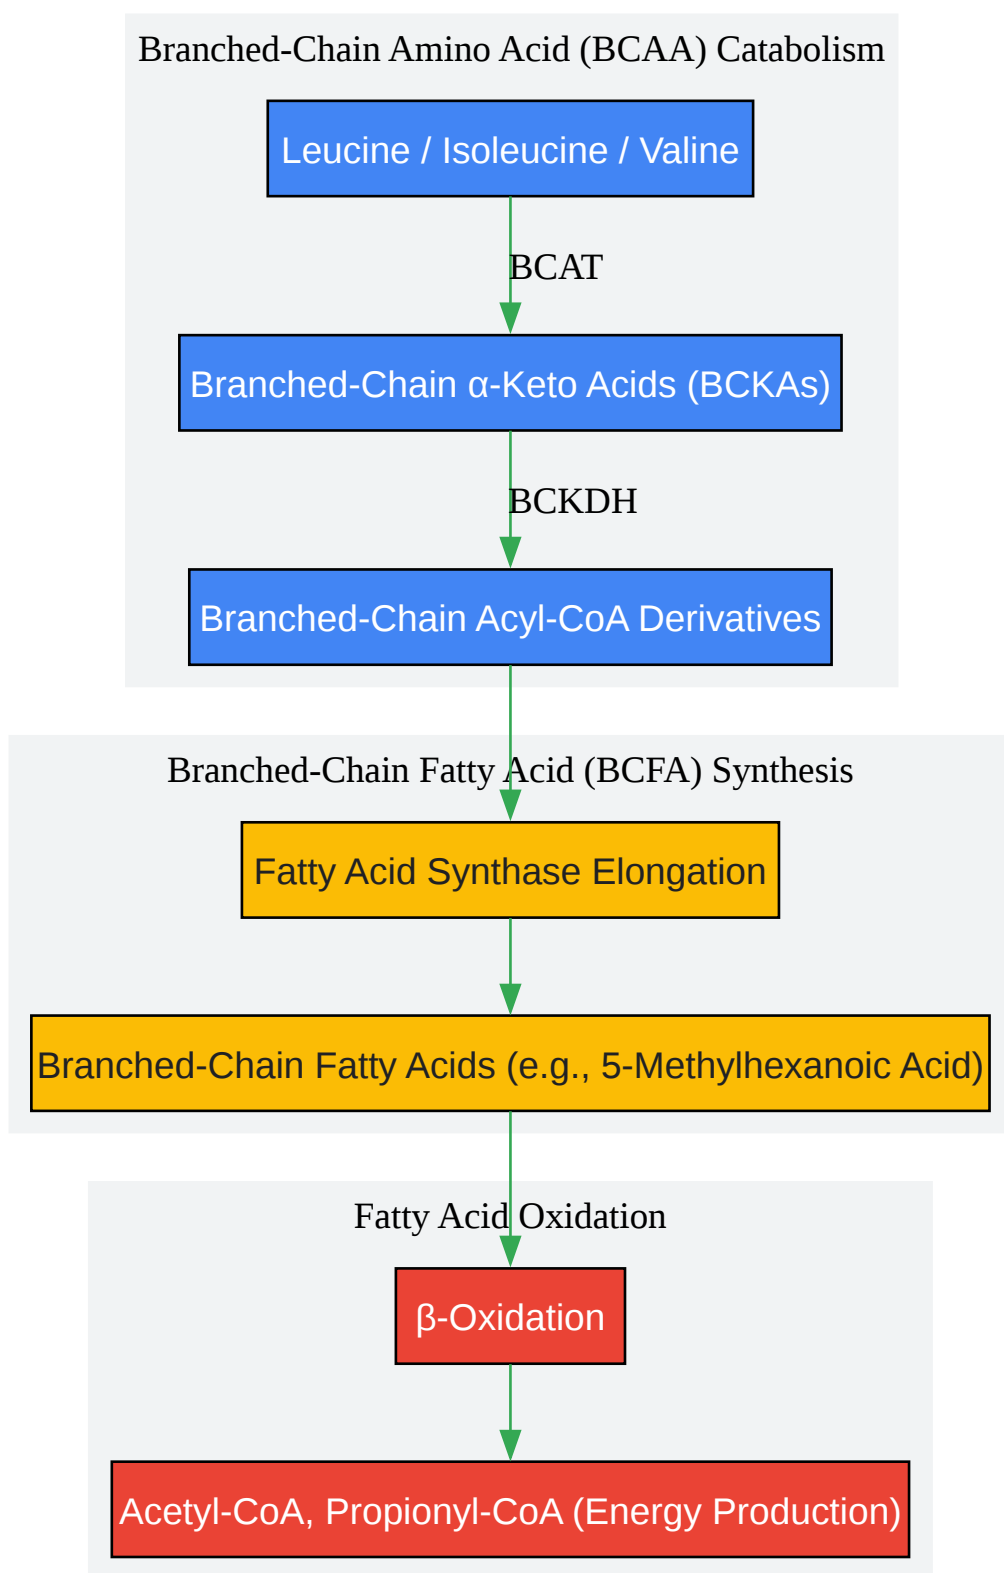 Branched-Chain Amino Acid (BCAA) Catabolism
Leucine / Isoleucine / Valine
BCAT
Branched-Chain α-Keto Acids (BCKAs)
BCKDH
Branched-Chain Acyl-CoA Derivatives
Branched-Chain Fatty Acid (BCFA) Synthesis
Fatty Acid Synthase Elongation
Branched-Chain Fatty Acids (e.g., 5-Methylhexanoic Acid)
Fatty Acid Oxidation
β-Oxidation
Acetyl-CoA, Propionyl-CoA (Energy Production)